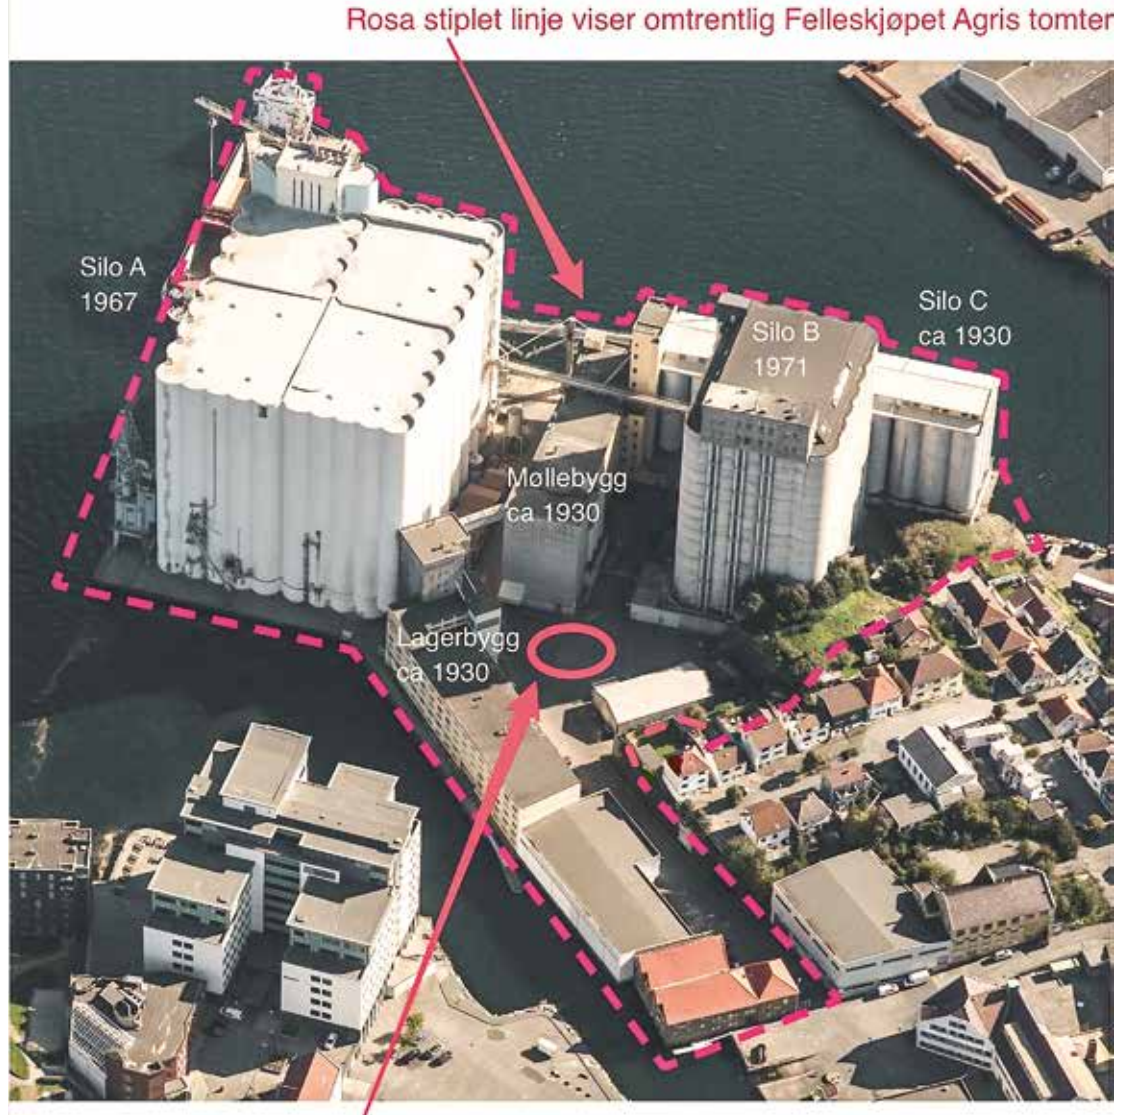 Rosa stiplet linje viser omtrentlig Felleskjøpet Agris tomter
Silo A
1967
Silo B
1971
Silo C
ca 1930
Møllebygg
ca 1930
Lagerbygg
ca 1930